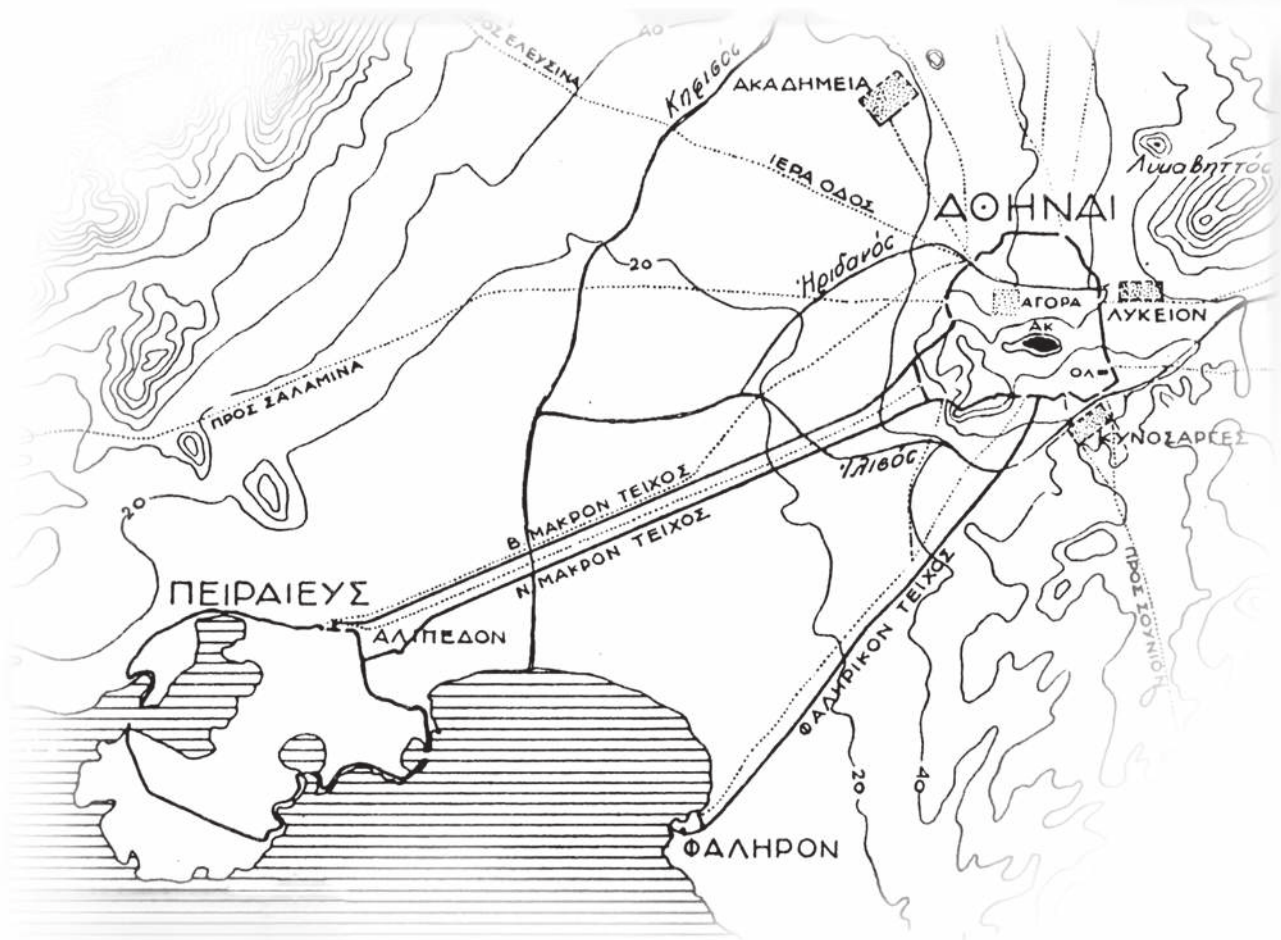 ΟΣ ΕΛΕΥΣΙΝΑ
40
Κηφισός
ΑΚΑΔΗΜΕΙΑ
ΙΕΡΑ ΟΔΟΣ
Λυκαβηττός
ΑΘΗΝΑΙ
Ἠριδανός
20
ΑΓΟΡΑ
ΛΥΚΕΙΟΝ
Ακ
ΟΛ
ΠΡΟΣ ΣΑΛΑΜΙΝΑ
ΚΥΝΟΣΑΡΓΕΣ
Ἰλισός
20
Β. ΜΑΚΡΟΝ ΤΕΙΧΟΣ
Ν. ΜΑΚΡΟΝ ΤΕΙΧΟΣ
ΠΡΟΣ ΣΟΥΝΙΟΝ
ΠΕΙΡΑΙΕΥΣ
ΑΛΙΠΕΔΟΝ
ΦΑΛΗΡΙΚΟΝ ΤΕΙΧΟΣ
20
40
ΦΑΛΗΡΟΝ